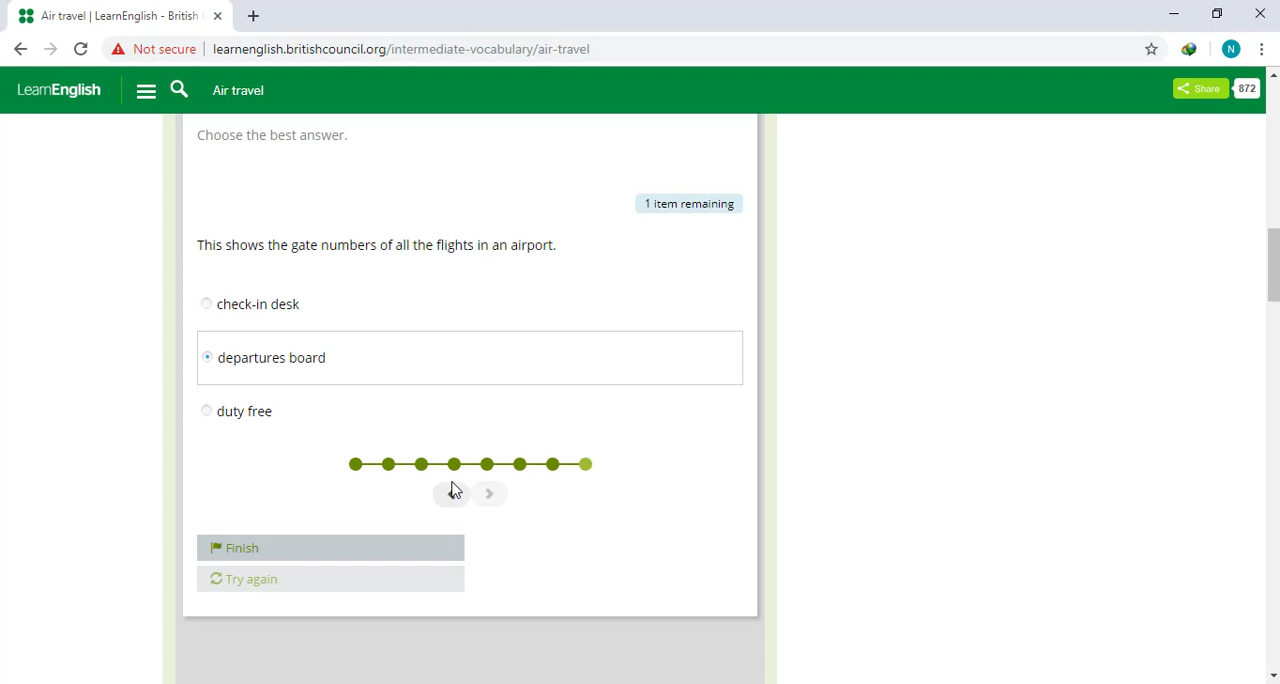 Air travel | LearnEnglish - British
Not secure | learnenglish.britishcouncil.org/intermediate-vocabulary/air-travel
N
LearnEnglish
Air travel
Share
872
Choose the best answer.
1 item remaining
This shows the gate numbers of all the flights in an airport.
check-in desk
departures board
duty free
Finish
Try again